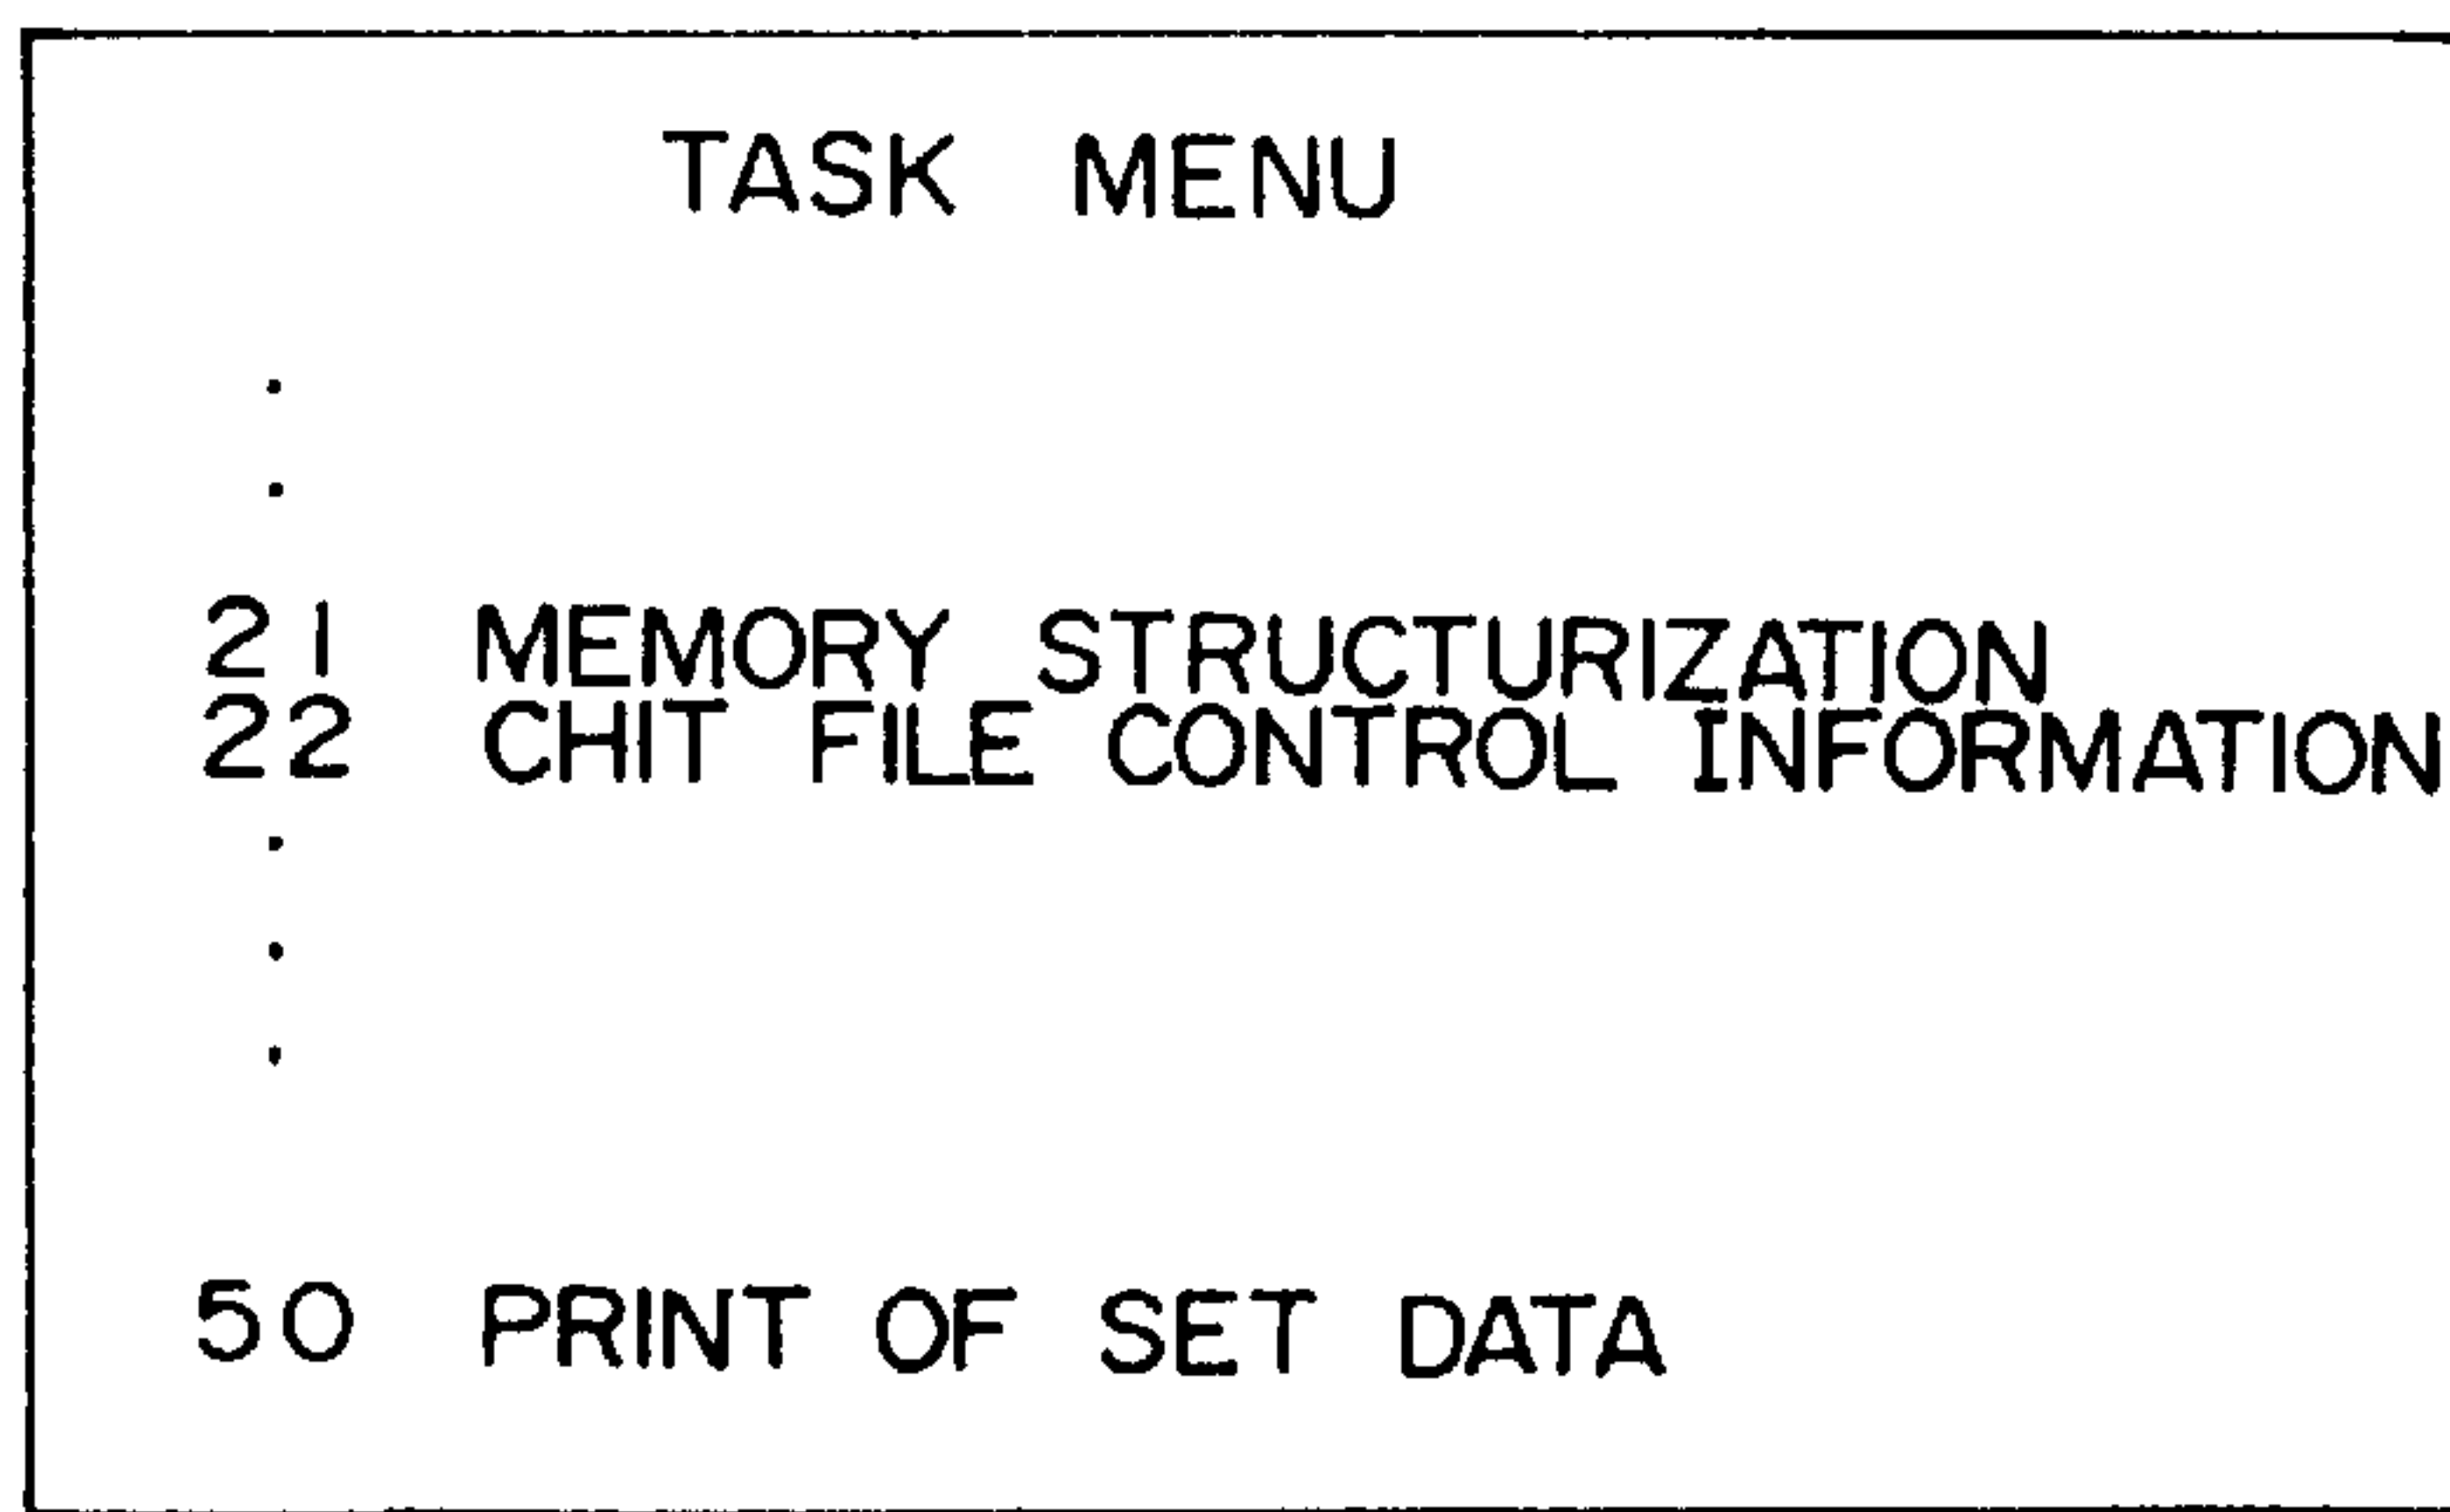 TASK MENU
.
.
21 MEMORY STRUCTURIZATION
22 CHIT FILE CONTROL INFORMATION
.
.
.
50 PRINT OF SET DATA